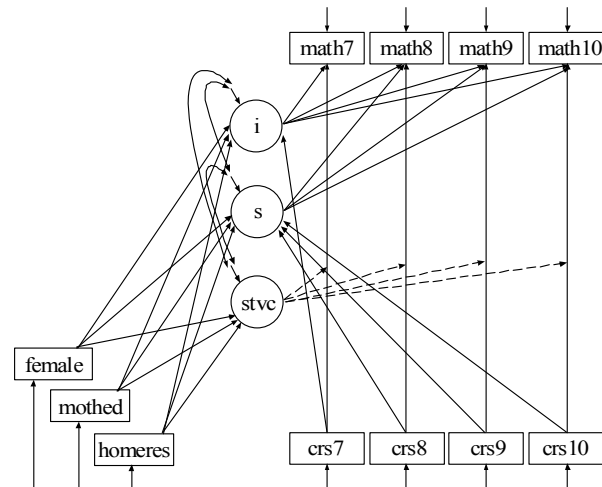 math7 math8 math9 math10
i
s
stvc
female
mothed
homeres
crs7 crs8 crs9 crs10